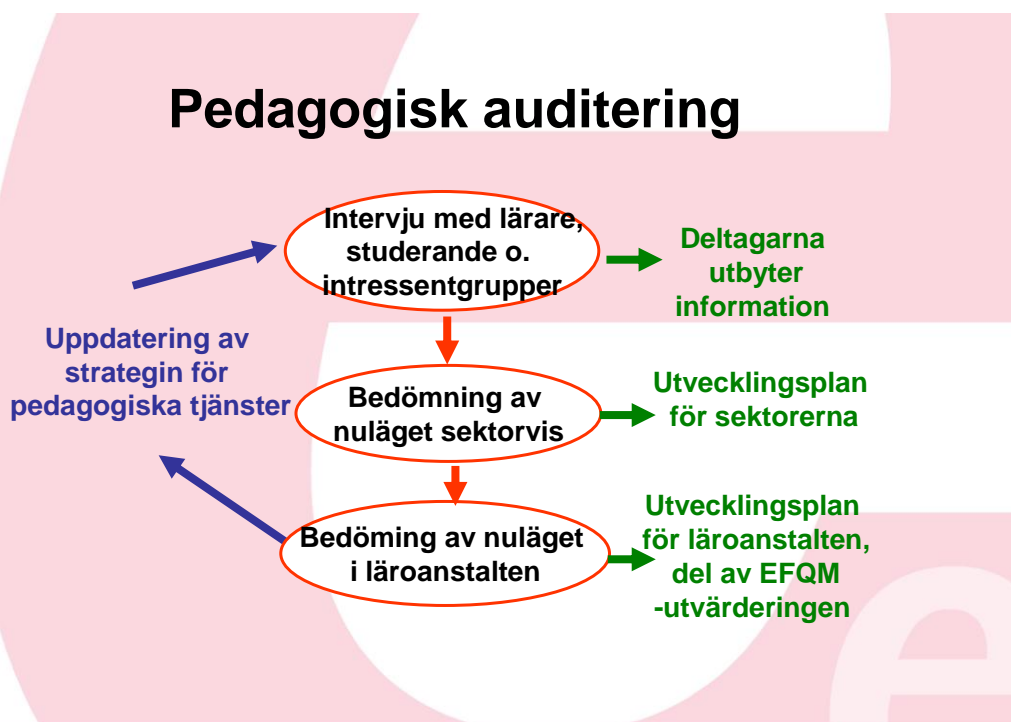 Pedagogisk auditering
Intervju med lärare,
studerande o.
intressentgrupper
Deltagarna
utbyter
information
Uppdatering av
strategin för
pedagogiska tjänster
Bedömning av
nuläget sektorvis
Utvecklingsplan
för sektorerna
Bedöming av nuläget
i läroanstalten
Utvecklingsplan
för läroanstalten,
del av EFQM
-utvärderingen